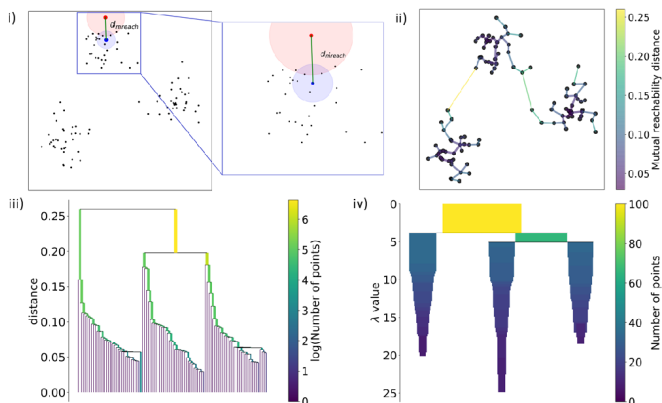 i)
d_mreach
d_mreach
ii)
0.25
0.20
0.15
0.10
0.05
Mutual reachability distance
iii)
0.25
0.20
0.15
0.10
0.05
0.00
distance
6
5
4
3
2
1
0
log(Number of points)
iv)
0
5
10
15
20
25
λ value
100
80
60
40
20
0
Number of points